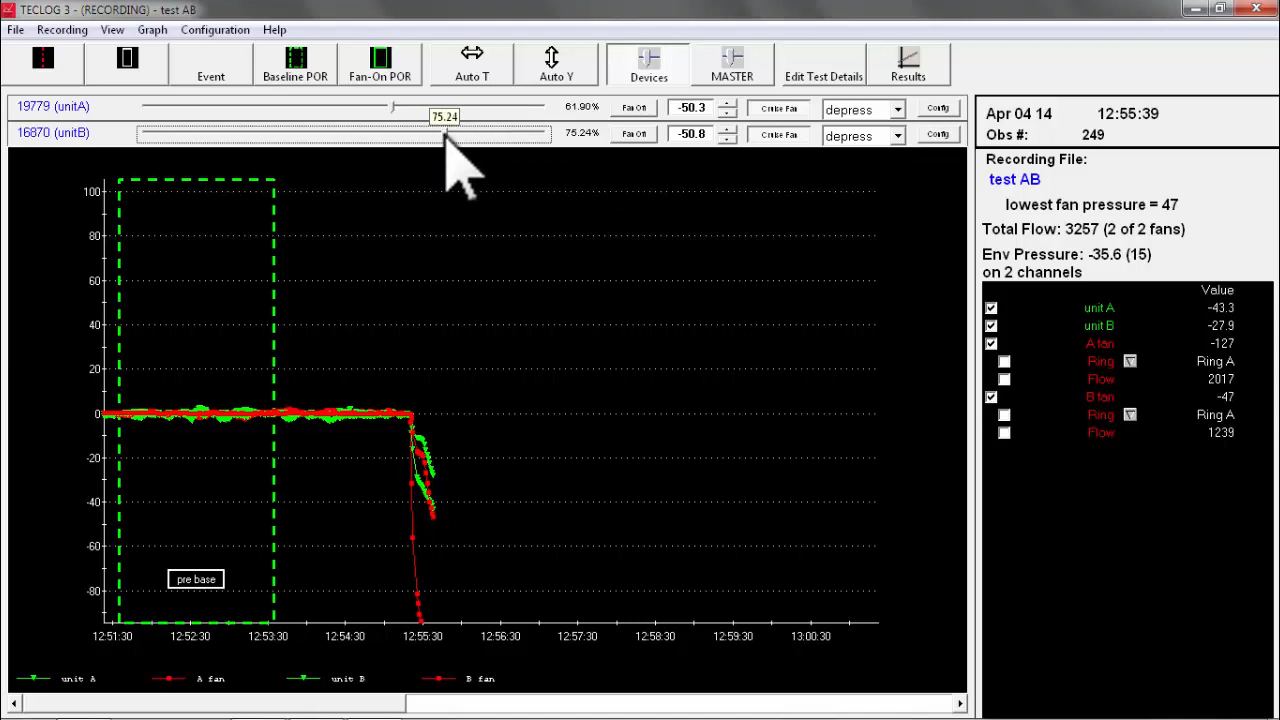 TECLOG 3 - (RECORDING) - test AB
File Recording View Graph Configuration Help
Event Baseline POR Fan-On POR Auto T Auto Y Devices MASTER Edit Test Details Results
19779 (unitA) 61.90% Fan Off -50.3 Cruise Fan depress Config
75.24
16870 (unitB) 75.24% Fan Off -50.8 Cruise Fan depress Config
Apr 04 14 12:55:39
Obs #: 249
Recording File:
test AB
lowest fan pressure = 47
Total Flow: 3257 (2 of 2 fans)
Env Pressure: -35.6 (15)
on 2 channels
Value
unit A -43.3
unit B -27.9
A fan -127
Ring Ring A
Flow 2017
B fan -47
Ring Ring A
Flow 1239
100
80
60
40
20
0
-20
-40
-60
-80
pre base
12:51:30 12:52:30 12:53:30 12:54:30 12:55:30 12:56:30 12:57:30 12:58:30 12:59:30 13:00:30
unit A A fan unit B B fan